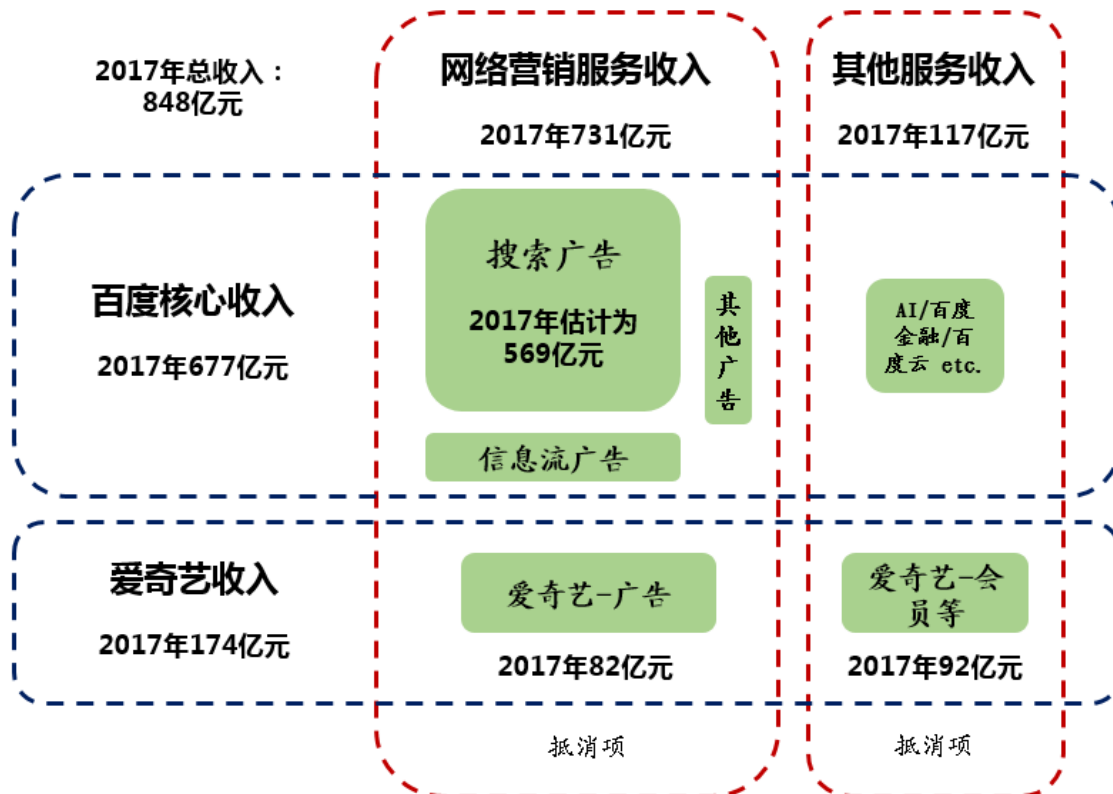 2017年总收入：
848亿元
网络营销服务收入
2017年731亿元
其他服务收入
2017年117亿元
百度核心收入
2017年677亿元
搜索广告
2017年估计为
569亿元
其
他
广
告
信息流广告
AI/百度
金融/百
度云 etc.
爱奇艺收入
2017年174亿元
爱奇艺-广告
2017年82亿元
爱奇艺-会
员等
2017年92亿元
抵消项
抵消项